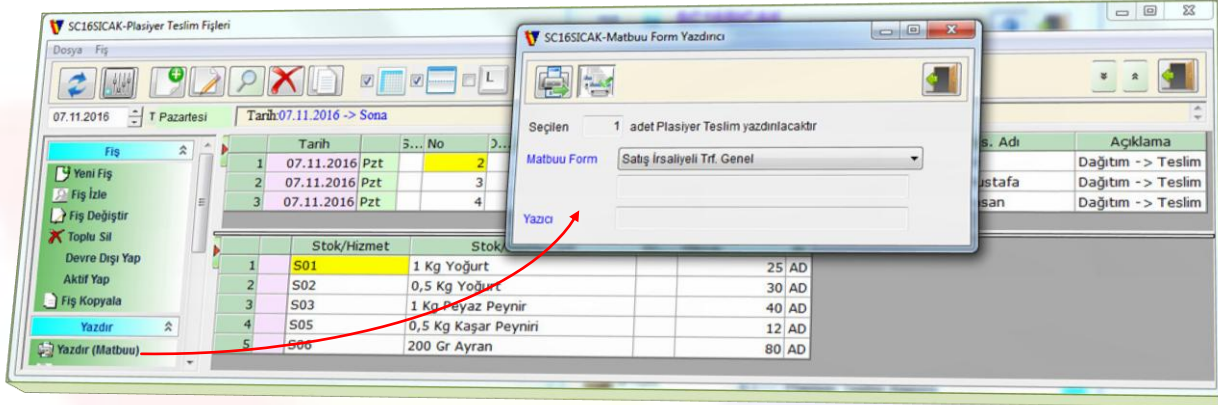 SC16SICAK-Plasiyer Teslim Fişleri
Dosya Fiş
L
07.11.2016 T Pazartesi
Tarih:07.11.2016 -> Sona
Fiş
Yeni Fiş
Fiş İzle
Fiş Değiştir
Toplu Sil
Devre Dışı Yap
Aktif Yap
Fiş Kopyala
Yazdır
Yazdır (Matbuu)
Tarih S... No D... s. Adı Açıklama
1 07.11.2016 Pzt 2 Dağıtım -> Teslim
2 07.11.2016 Pzt 3 ustafa Dağıtım -> Teslim
3 07.11.2016 Pzt 4 san Dağıtım -> Teslim
Stok/Hizmet Stok/
1 S01 1 Kg Yoğurt 25 AD
2 S02 0,5 Kg Yoğurt 30 AD
3 S03 1 Kg Peyaz Peynir 40 AD
4 S05 0,5 Kg Kaşar Peyniri 12 AD
5 S06 200 Gr Ayran 80 AD
SC16SICAK-Matbuu Form Yazdırıcı
Seçilen 1 adet Plasiyer Teslim yazdırılacaktır
Matbuu Form Satış İrsaliyeli Trf. Genel
Yazıcı